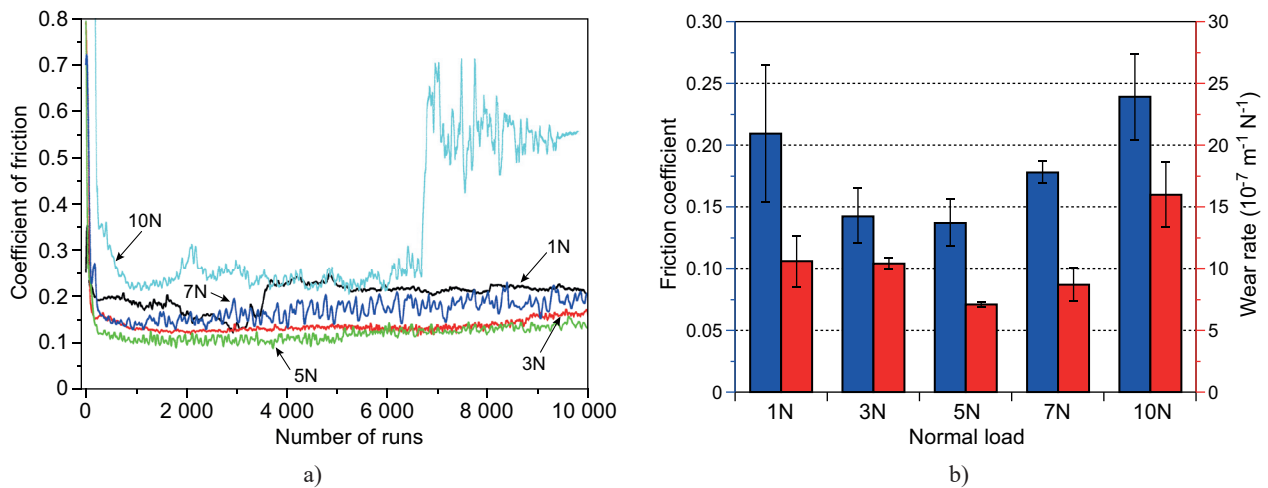 0.8
0.7
0.6
0.5
0.4
0.3
0.2
0.1
0
Coefficient of friction
10N
7N
1N
5N
3N
0
2 000
4 000
6 000
8 000
10 000
Number of runs
a)
0.30
0.25
0.20
0.15
0.10
0.05
0
Friction coefficient
30
25
20
15
10
5
0
Wear rate (10⁻⁷ m⁻¹ N⁻¹)
1N
3N
5N
7N
10N
Normal load
b)